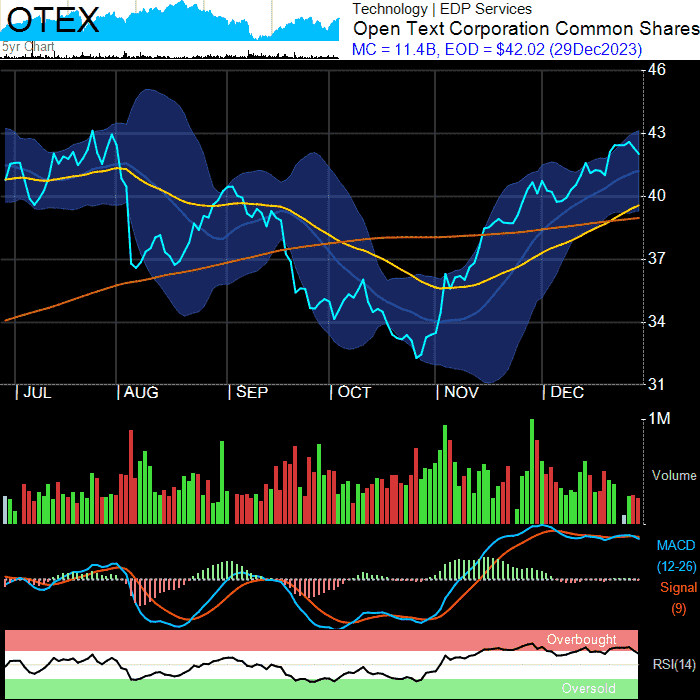 OTEX
5yr Chart
Technology | EDP Services
Open Text Corporation Common Shares
MC = 11.4B, EOD = $42.02 (29Dec2023)
46
43
40
37
34
31
| JUL | AUG | SEP | OCT | NOV | DEC
1M
Volume
MACD
(12-26)
Signal
(9)
Overbought
RSI(14)
Oversold